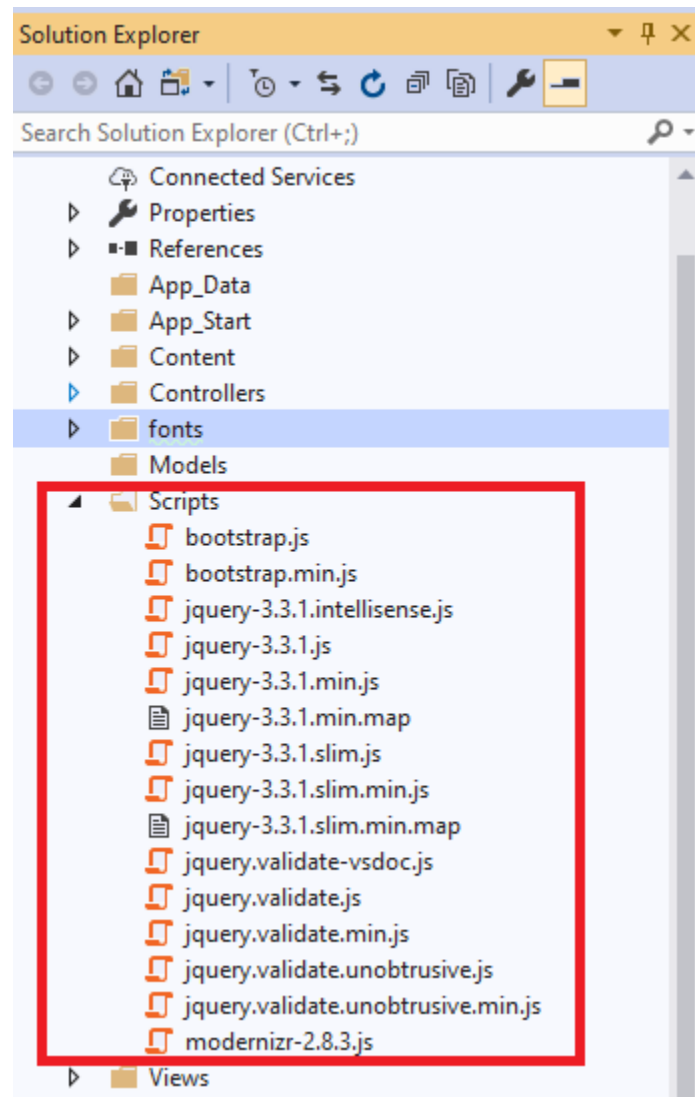 Solution Explorer
Search Solution Explorer (Ctrl+;)
Connected Services
Properties
References
App_Data
App_Start
Content
Controllers
fonts
Models
Scripts
bootstrap.js
bootstrap.min.js
jquery-3.3.1.intellisense.js
jquery-3.3.1.js
jquery-3.3.1.min.js
jquery-3.3.1.min.map
jquery-3.3.1.slim.js
jquery-3.3.1.slim.min.js
jquery-3.3.1.slim.min.map
jquery.validate-vsdoc.js
jquery.validate.js
jquery.validate.min.js
jquery.validate.unobtrusive.js
jquery.validate.unobtrusive.min.js
modernizr-2.8.3.js
Views